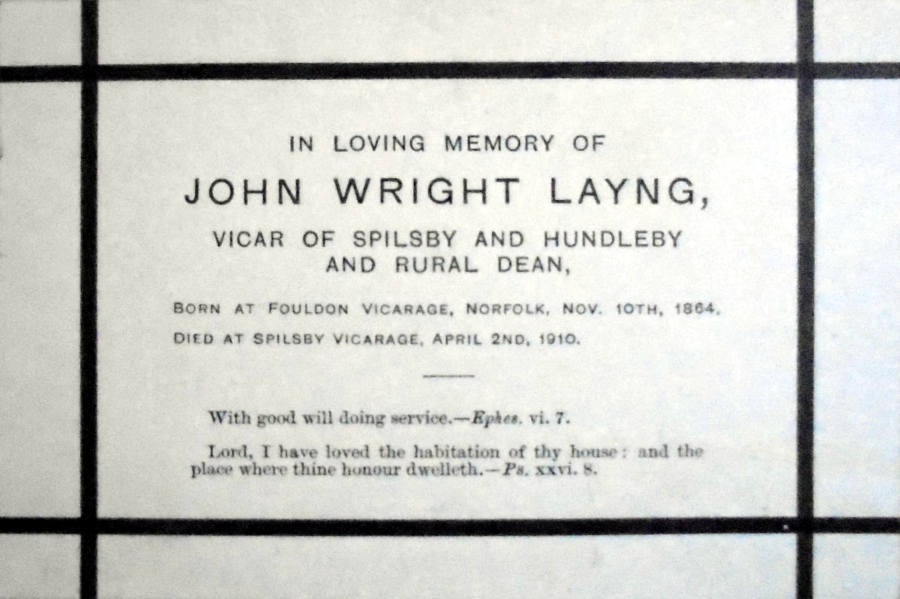 IN LOVING MEMORY OF
JOHN WRIGHT LAYNG,
VICAR OF SPILSBY AND HUNDLEBY
AND RURAL DEAN,
BORN AT FOULDON VICARAGE, NORFOLK, NOV. 10TH, 1864.
DIED AT SPILSBY VICARAGE, APRIL 2ND, 1910.
With good will doing service.—Ephes. vi. 7.
Lord, I have loved the habitation of thy house: and the
place where thine honour dwelleth.—Ps. xxvi. 8.